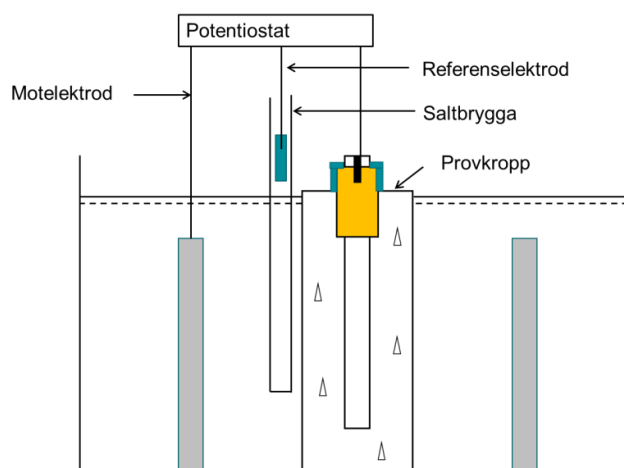 Potentiostat
Referenselektrod
Motelektrod
Saltbrygga
Provkropp